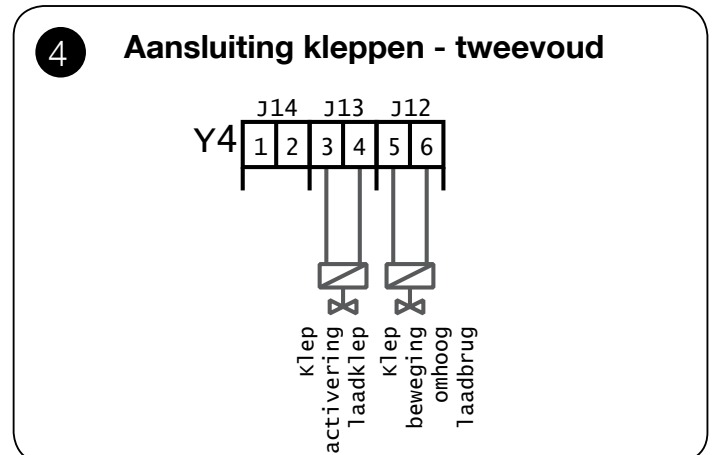 4 Aansluiting kleppen - tweevoud
J14 J13 J12
Y4 1 2 3 4 5 6
Klep
activering
laadklep
Klep
beweging
omhoog
laadbrug